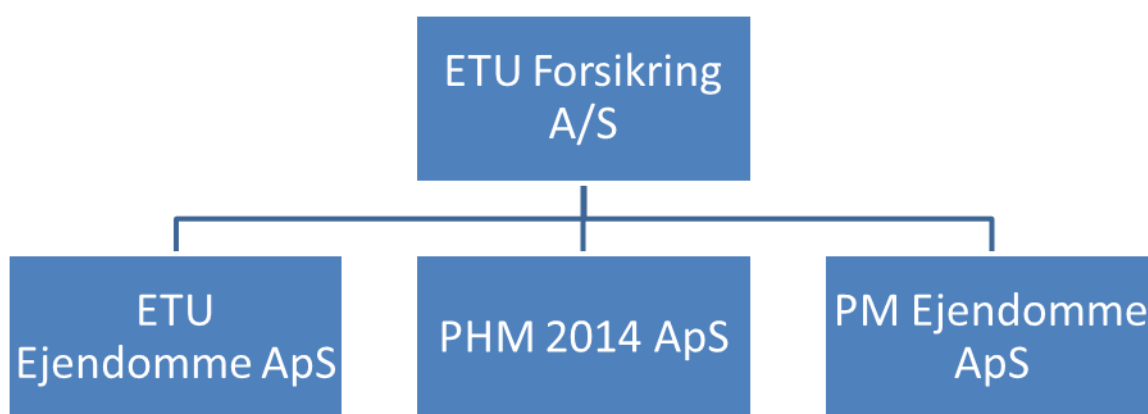 ETU Forsikring
A/S
ETU
Ejendomme ApS
PHM 2014 ApS
PM Ejendomme
ApS